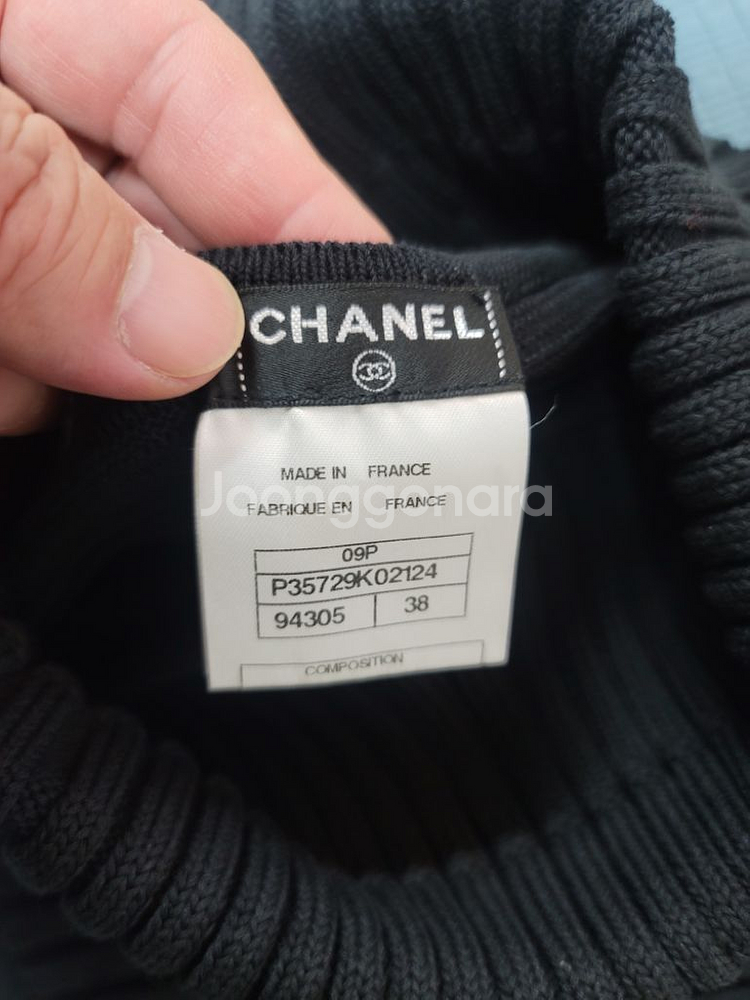 CHANEL
MADE IN FRANCE
Joonggonara
FABRIQUE EN FRANCE
09P
P35729K02124
94305 38
COMPOSITION